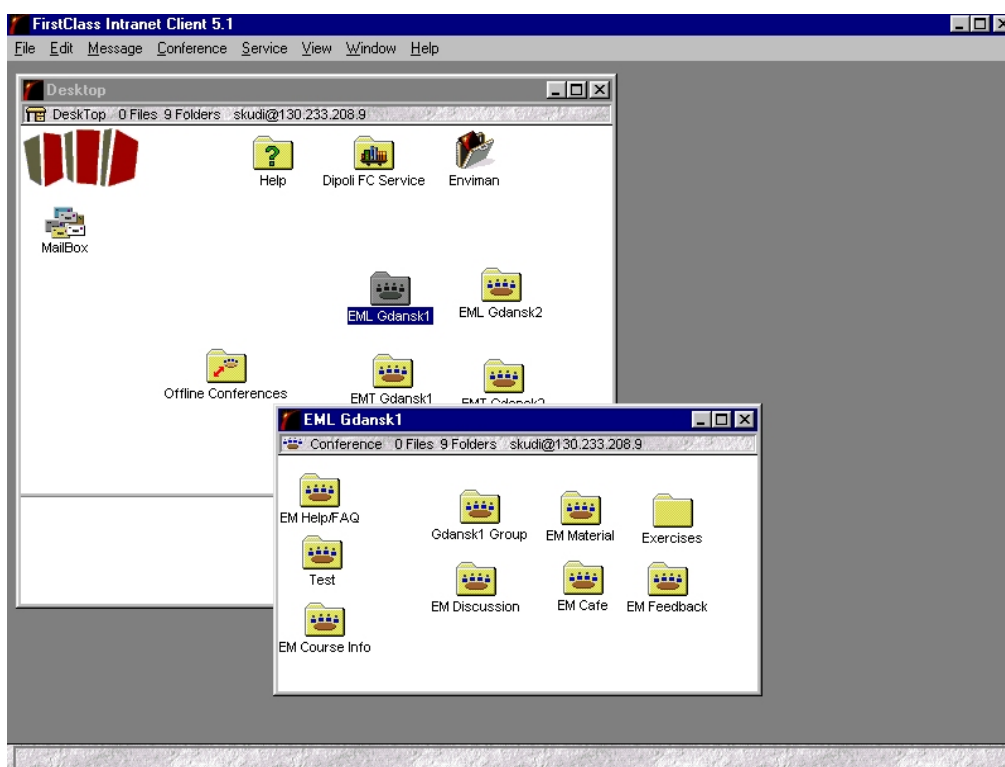 FirstClass Intranet Client 5.1
File Edit Message Conference Service View Window Help
Desktop
DeskTop 0 Files 9 Folders skudi@130.233.208.9
Help
Dipoli FC Service
Enviman
MailBox
EML Gdansk1
EML Gdansk2
Offline Conferences
EMT Gdansk1
EMT Gdansk2
EML Gdansk1
Conference 0 Files 9 Folders skudi@130.233.208.9
EM Help/FAQ
Gdansk1 Group
EM Material
Exercises
Test
EM Discussion
EM Cafe
EM Feedback
EM Course Info